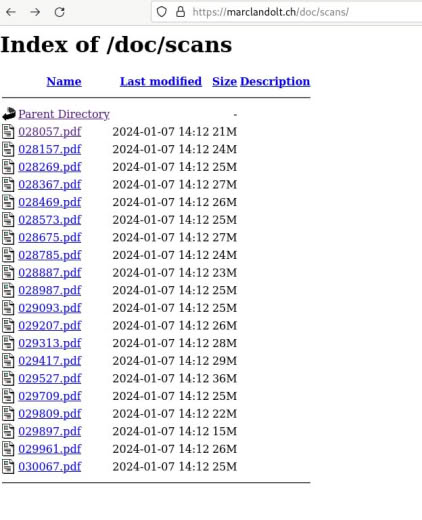 https://marclandolt.ch/doc/scans/
Index of /doc/scans
Name Last modified Size Description
Parent Directory -
028057.pdf 2024-01-07 14:12 21M
028157.pdf 2024-01-07 14:12 24M
028269.pdf 2024-01-07 14:12 25M
028367.pdf 2024-01-07 14:12 27M
028469.pdf 2024-01-07 14:12 26M
028573.pdf 2024-01-07 14:12 25M
028675.pdf 2024-01-07 14:12 27M
028785.pdf 2024-01-07 14:12 24M
028887.pdf 2024-01-07 14:12 23M
028987.pdf 2024-01-07 14:12 25M
029093.pdf 2024-01-07 14:12 25M
029207.pdf 2024-01-07 14:12 26M
029313.pdf 2024-01-07 14:12 28M
029417.pdf 2024-01-07 14:12 29M
029527.pdf 2024-01-07 14:12 36M
029709.pdf 2024-01-07 14:12 25M
029809.pdf 2024-01-07 14:12 22M
029897.pdf 2024-01-07 14:12 15M
029961.pdf 2024-01-07 14:12 26M
030067.pdf 2024-01-07 14:12 25M